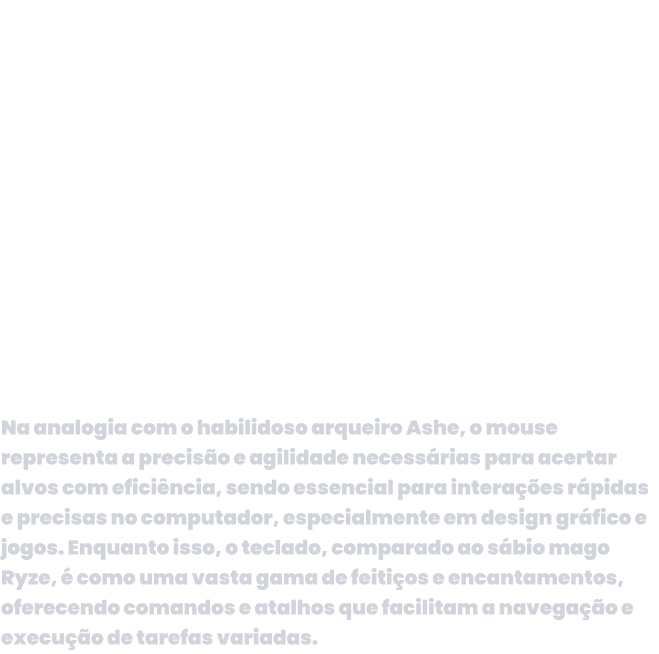 Na analogia com o habilidoso arqueiro Ashe, o mouse
representa a precisão e agilidade necessárias para acertar
alvos com eficiência, sendo essencial para interações rápidas
e precisas no computador, especialmente em design gráfico e
jogos. Enquanto isso, o teclado, comparado ao sábio mago
Ryze, é como uma vasta gama de feitiços e encantamentos,
oferecendo comandos e atalhos que facilitam a navegação e
execução de tarefas variadas.